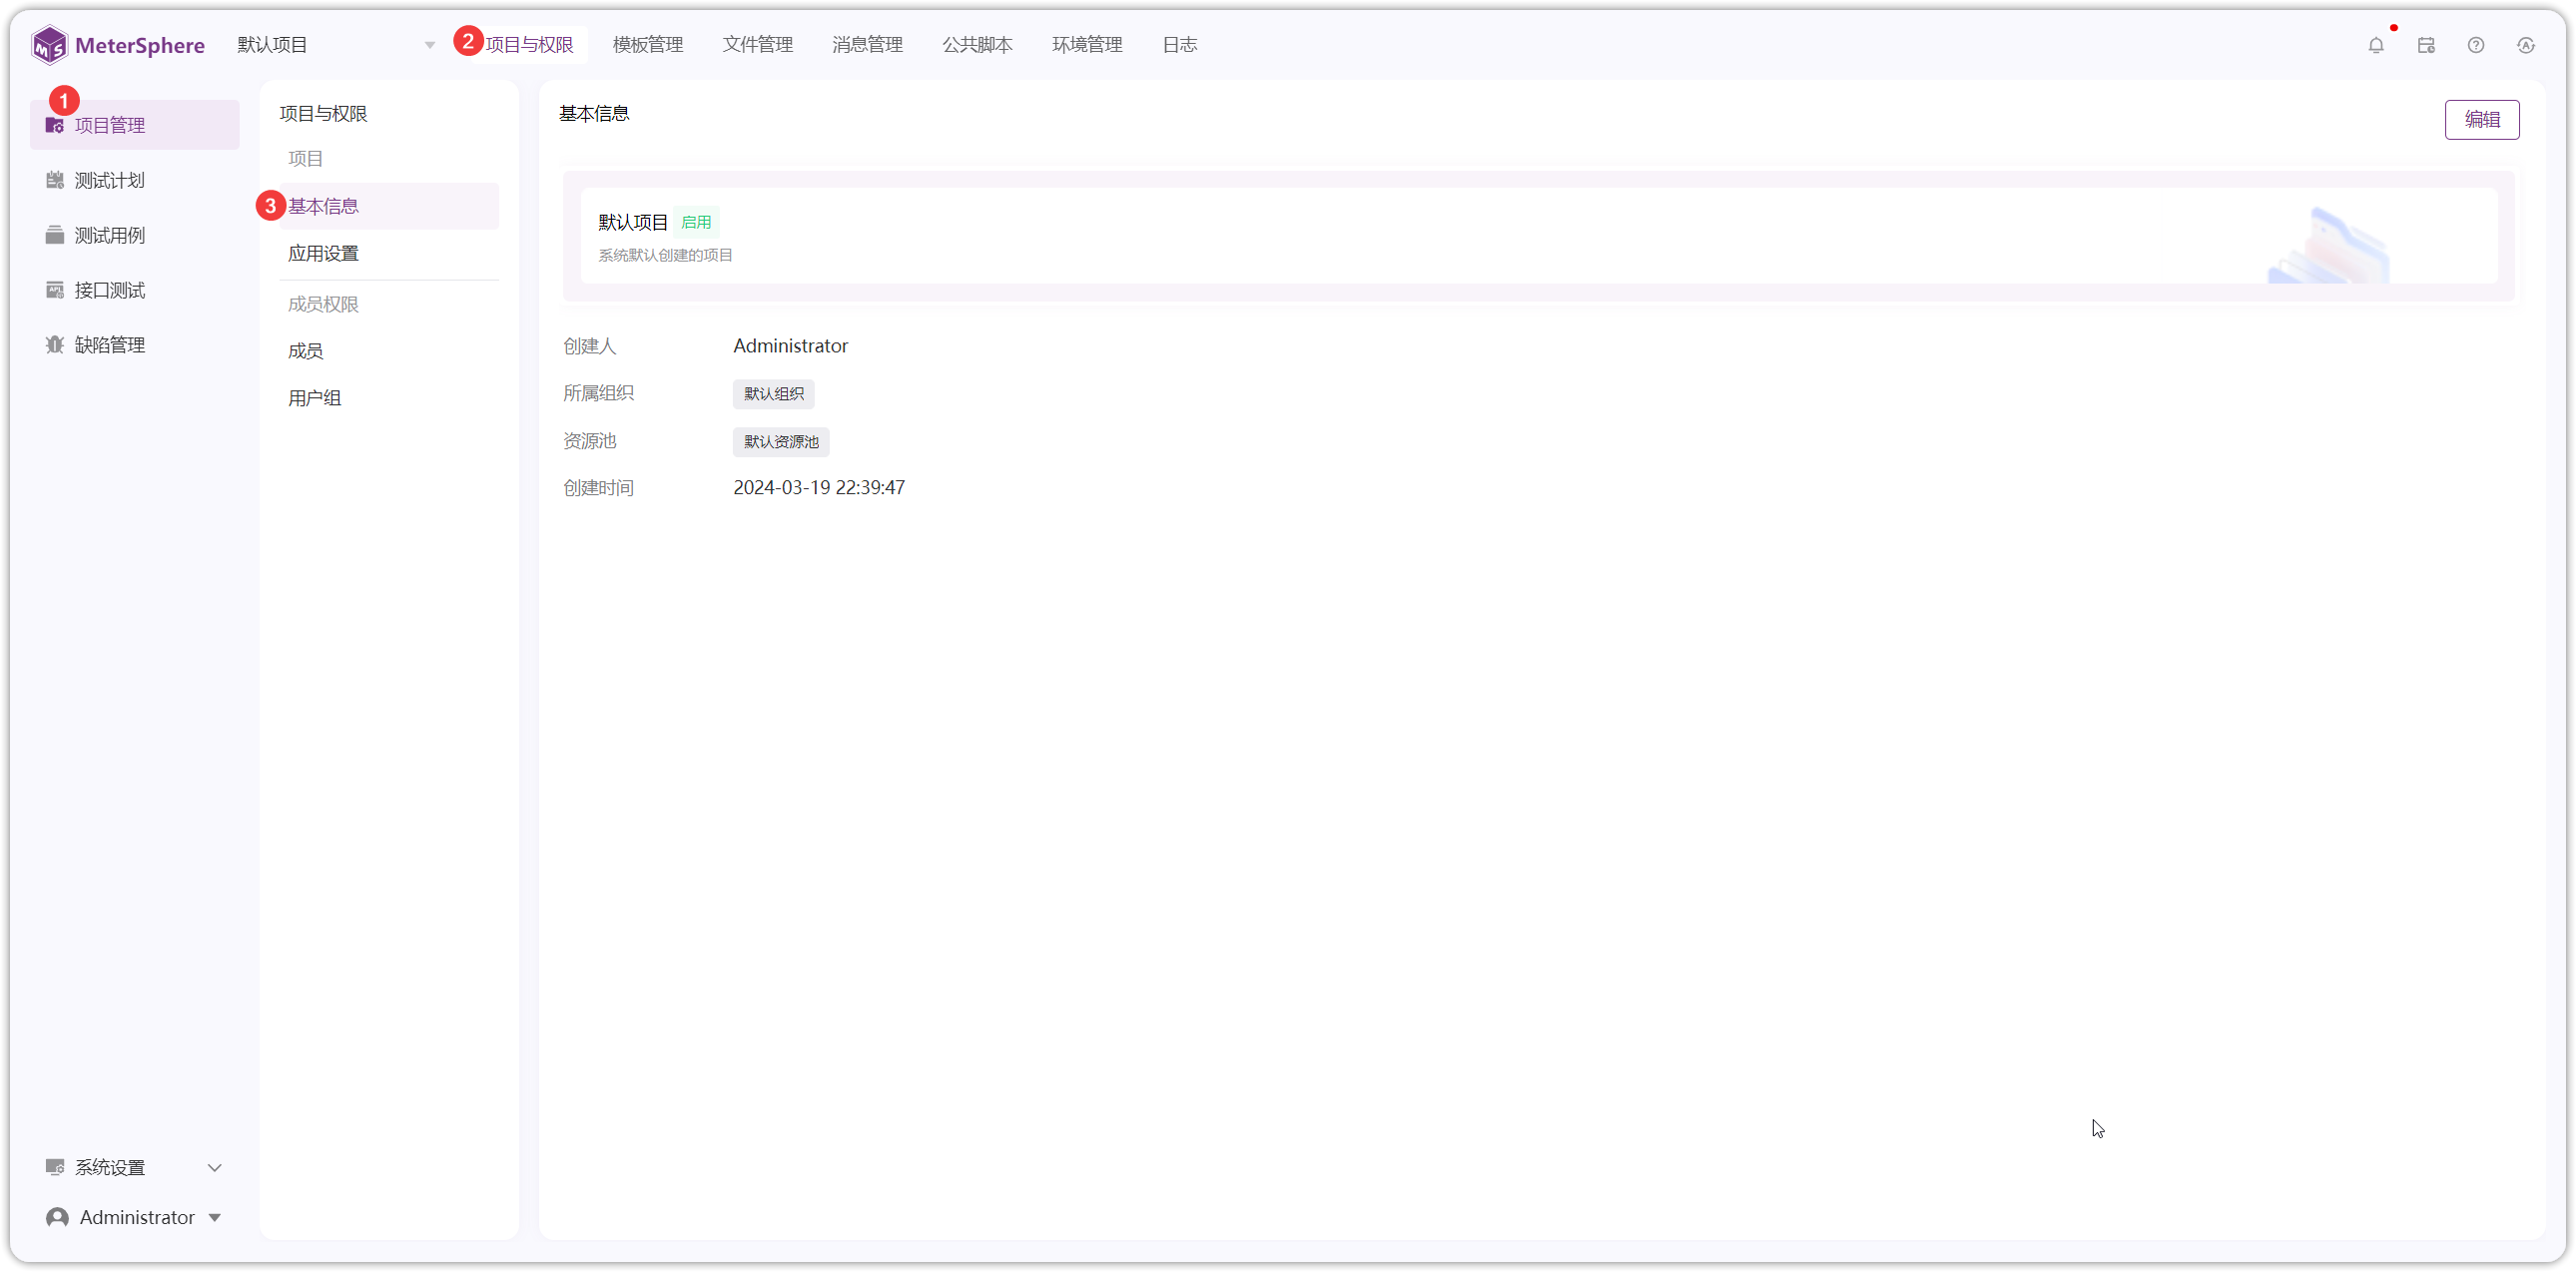 MeterSphere
默认项目
2
项目与权限
模板管理
文件管理
消息管理
公共脚本
环境管理
日志
1
项目管理
测试计划
测试用例
接口测试
缺陷管理
系统设置
Administrator
项目与权限
项目
3
基本信息
应用设置
成员权限
成员
用户组
基本信息
编辑
默认项目 启用
系统默认创建的项目
创建人 Administrator
所属组织 默认组织
资源池 默认资源池
创建时间 2024-03-19 22:39:47